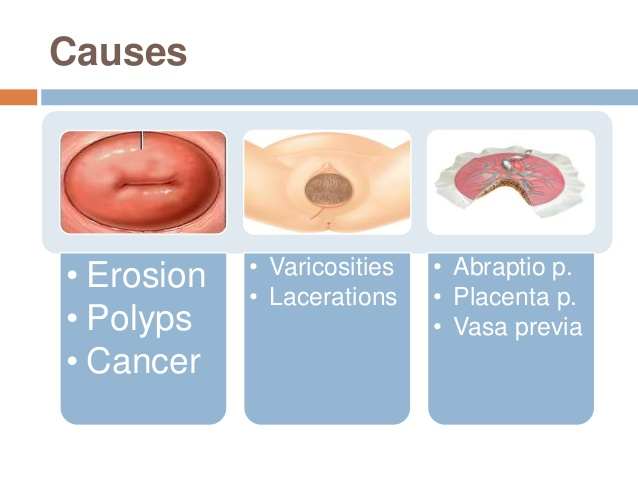 Causes
• Erosion
• Polyps
• Cancer
• Varicosities
• Lacerations
• Abraptio p.
• Placenta p.
• Vasa previa